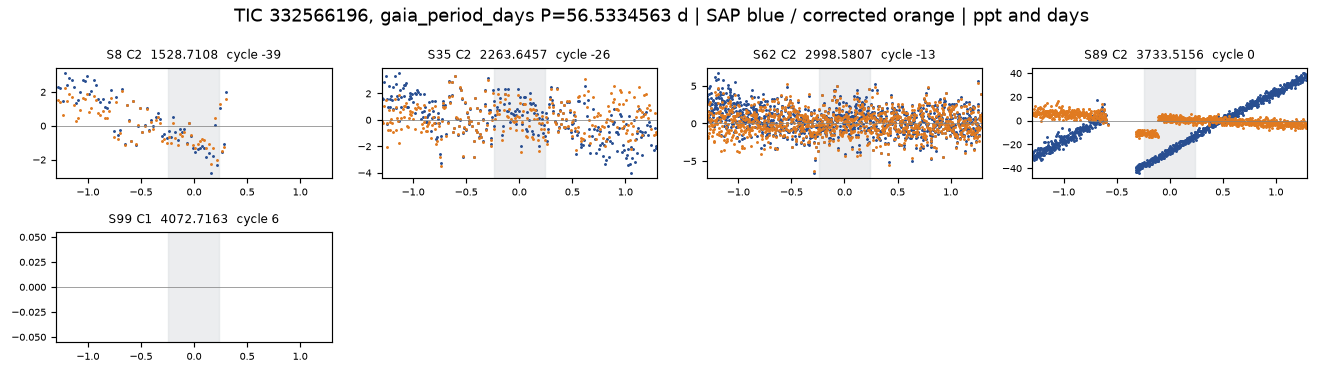 TIC 332566196, gaia_period_days P=56.5334563 d | SAP blue / corrected orange | ppt and days
S8 C2  1528.7108  cycle -39
S35 C2  2263.6457  cycle -26
S62 C2  2998.5807  cycle -13
S89 C2  3733.5156  cycle 0
2
0
−2
−1.0 −0.5 0.0 0.5 1.0
2
0
−2
−4
−1.0 −0.5 0.0 0.5 1.0
5
0
−5
−1.0 −0.5 0.0 0.5 1.0
40
20
0
−20
−40
−1.0 −0.5 0.0 0.5 1.0
S99 C1  4072.7163  cycle 6
0.050
0.025
0.000
−0.025
−0.050
−1.0 −0.5 0.0 0.5 1.0